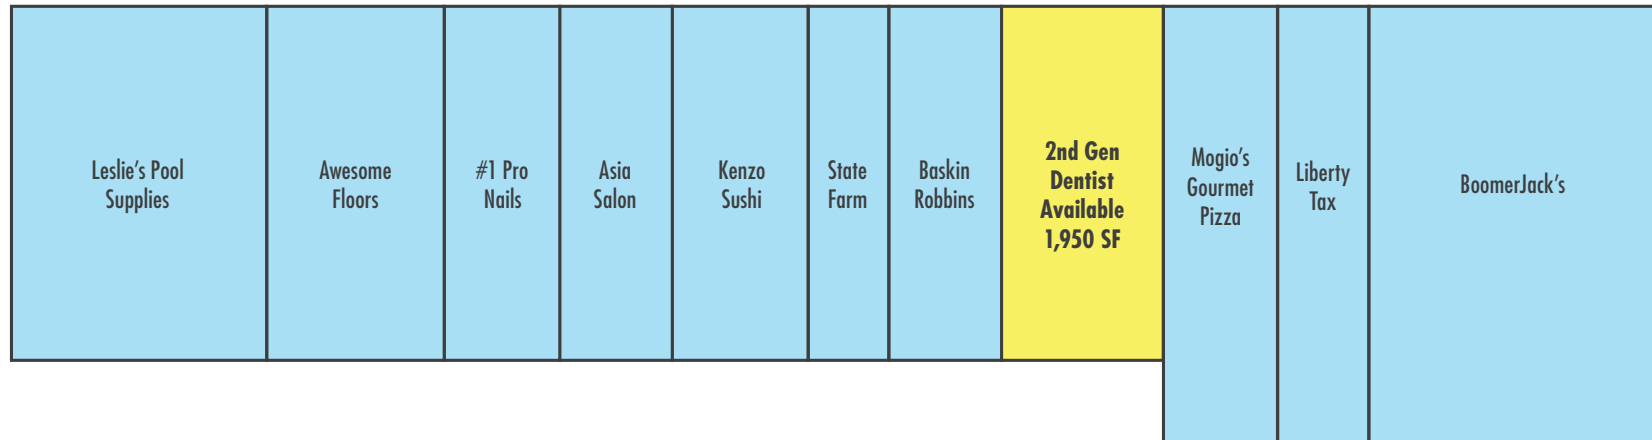 Leslie's Pool
Supplies
Awesome
Floors
#1 Pro
Nails
Asia
Salon
Kenzo
Sushi
State
Farm
Baskin
Robbins
2nd Gen
Dentist
Available
1,950 SF
Mogio's
Gourmet
Pizza
Liberty
Tax
BoomerJack's